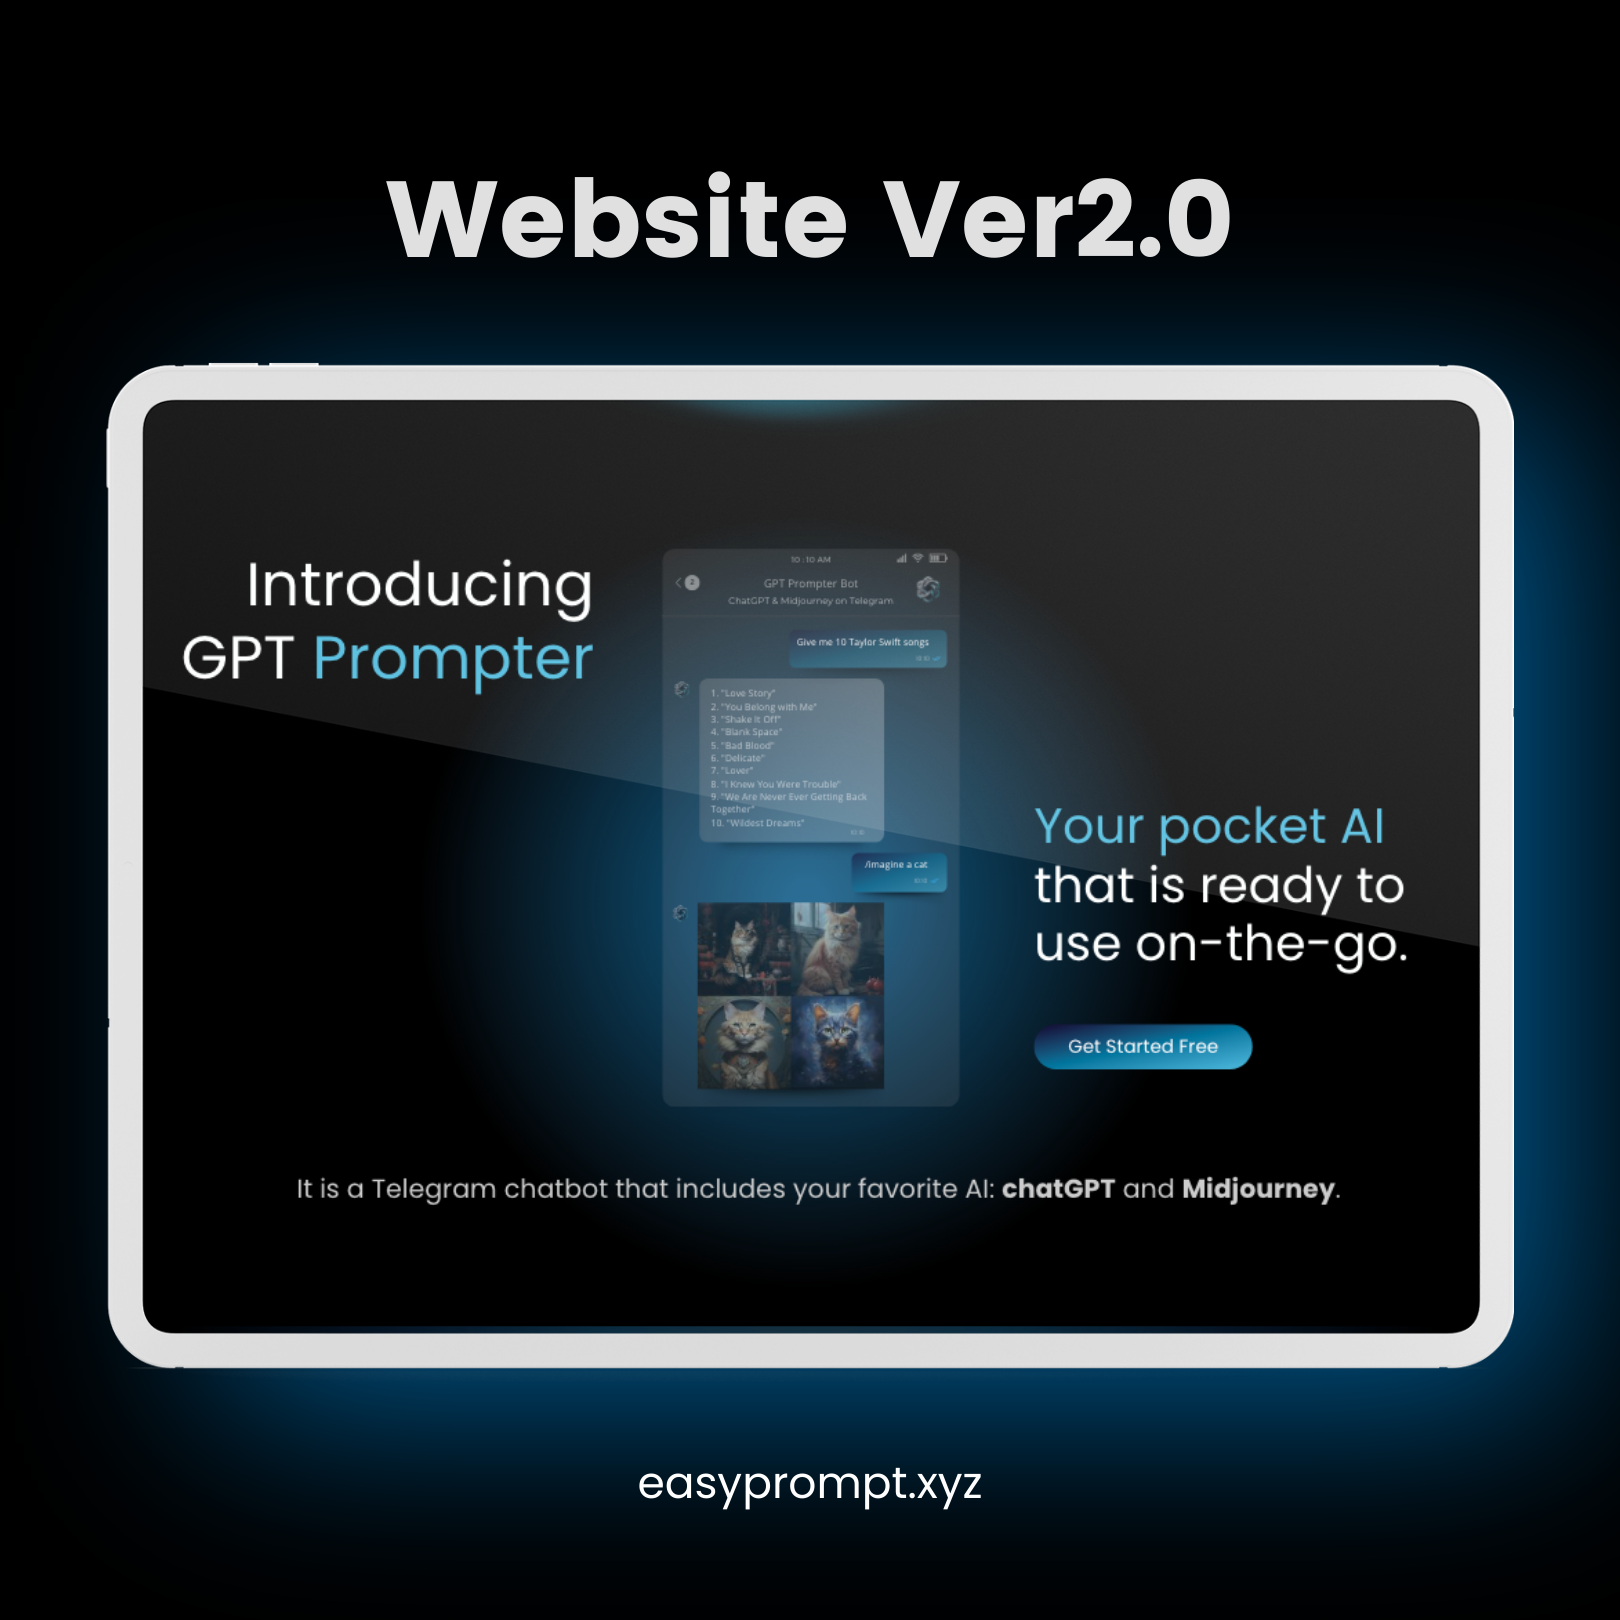 Website Ver2.0
Introducing
GPT Prompter
10:10 AM
2
GPT Prompter Bot
ChatGPT & Midjourney on Telegram
Give me 10 Taylor Swift songs
1. "Love Story"
2. "You Belong with Me"
3. "Shake It Off"
4. "Blank Space"
5. "Bad Blood"
6. "Delicate"
7. "Lover"
8. "I Knew You Were Trouble"
9. "We Are Never Ever Getting Back
Together"
10. "Wildest Dreams"
/imagine a cat
Your pocket AI
that is ready to
use on-the-go.
Get Started Free
It is a Telegram chatbot that includes your favorite AI: chatGPT and Midjourney.
easyprompt.xyz